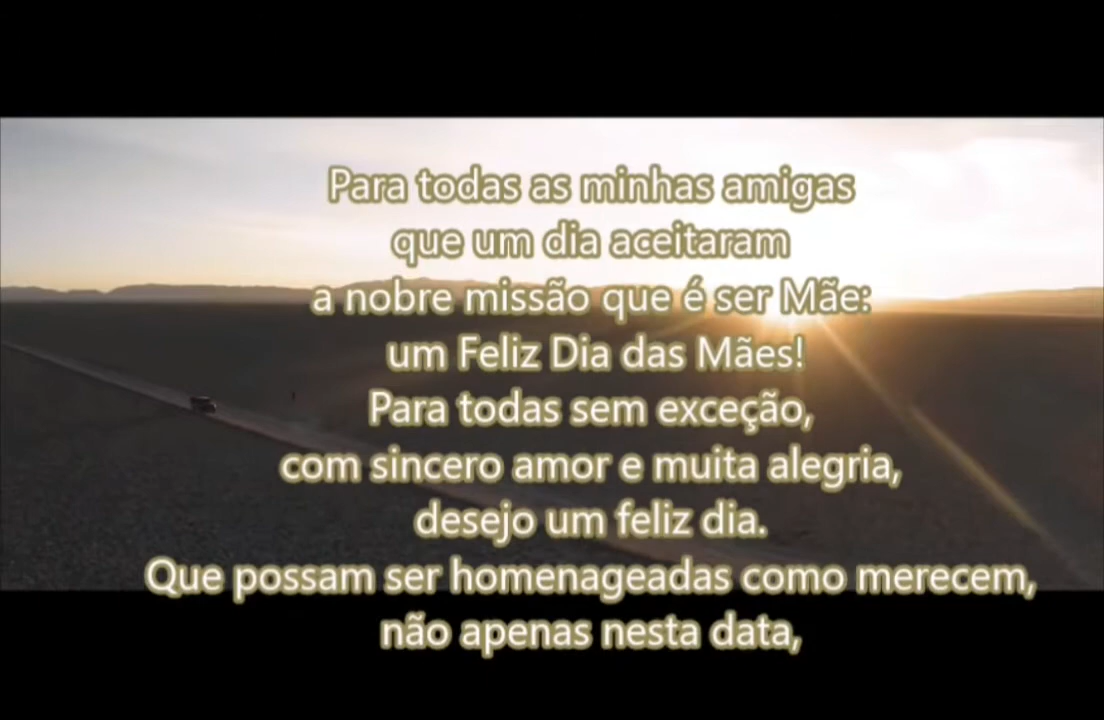 Para todas as minhas amigas
que um dia aceitaram
a nobre missão que é ser Mãe:
um Feliz Dia das Mães!
Para todas sem exceção,
com sincero amor e muita alegria,
desejo um feliz dia.
Que possam ser homenageadas como merecem,
não apenas nesta data,